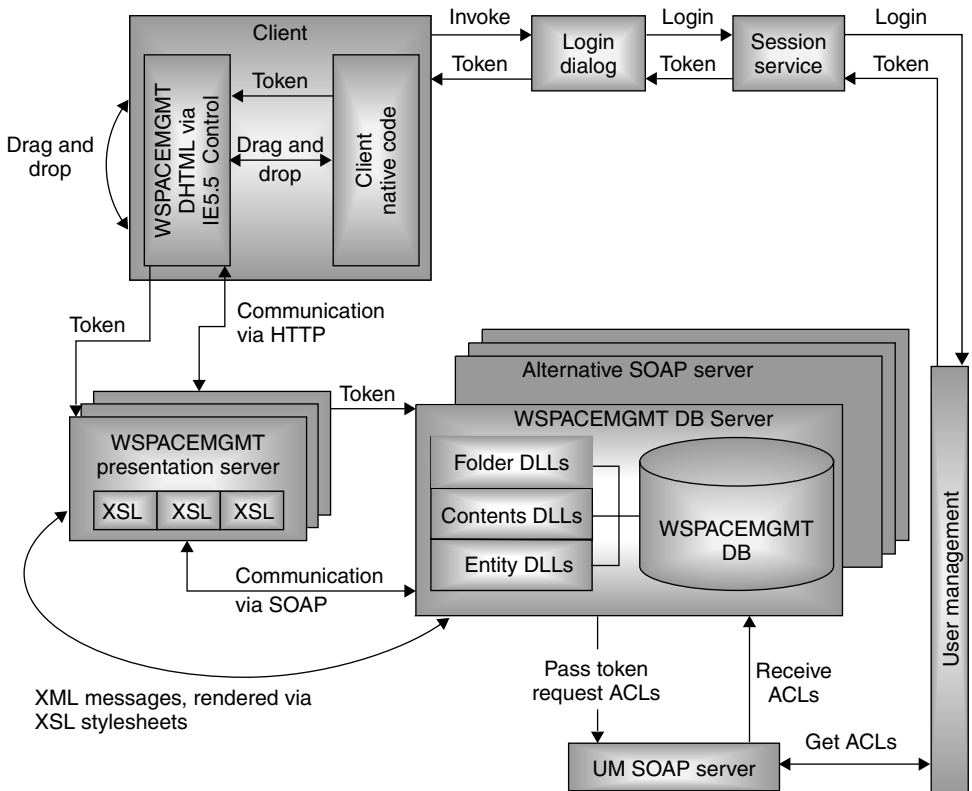 Client
Invoke
Login
dialog
Login
Session
service
Login
Token
Token
Token
Token
WSPACEMGMT
DHTML via
IE5.5 Control
Drag and
drop
Client
native code
Drag and
drop
Token
Communication
via HTTP
Token
Alternative SOAP server
WSPACEMGMT DB Server
WSPACEMGMT
presentation server
XSL
XSL
XSL
Folder DLLs
Contents DLLs
Entity DLLs
WSPACEMGMT
DB
Communication
via SOAP
User management
Pass token
request ACLs
Receive
ACLs
XML messages, rendered via
XSL stylesheets
UM SOAP server
Get ACLs